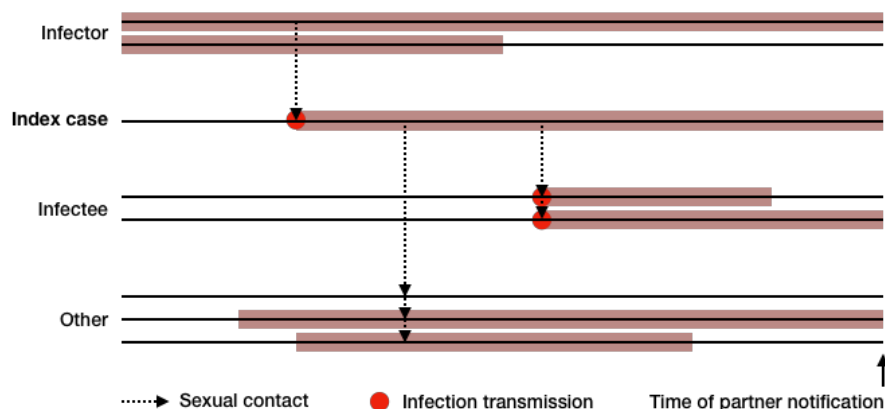 Infector
Index case
Infectee
Other
Sexual contact
Infection transmission
Time of partner notification